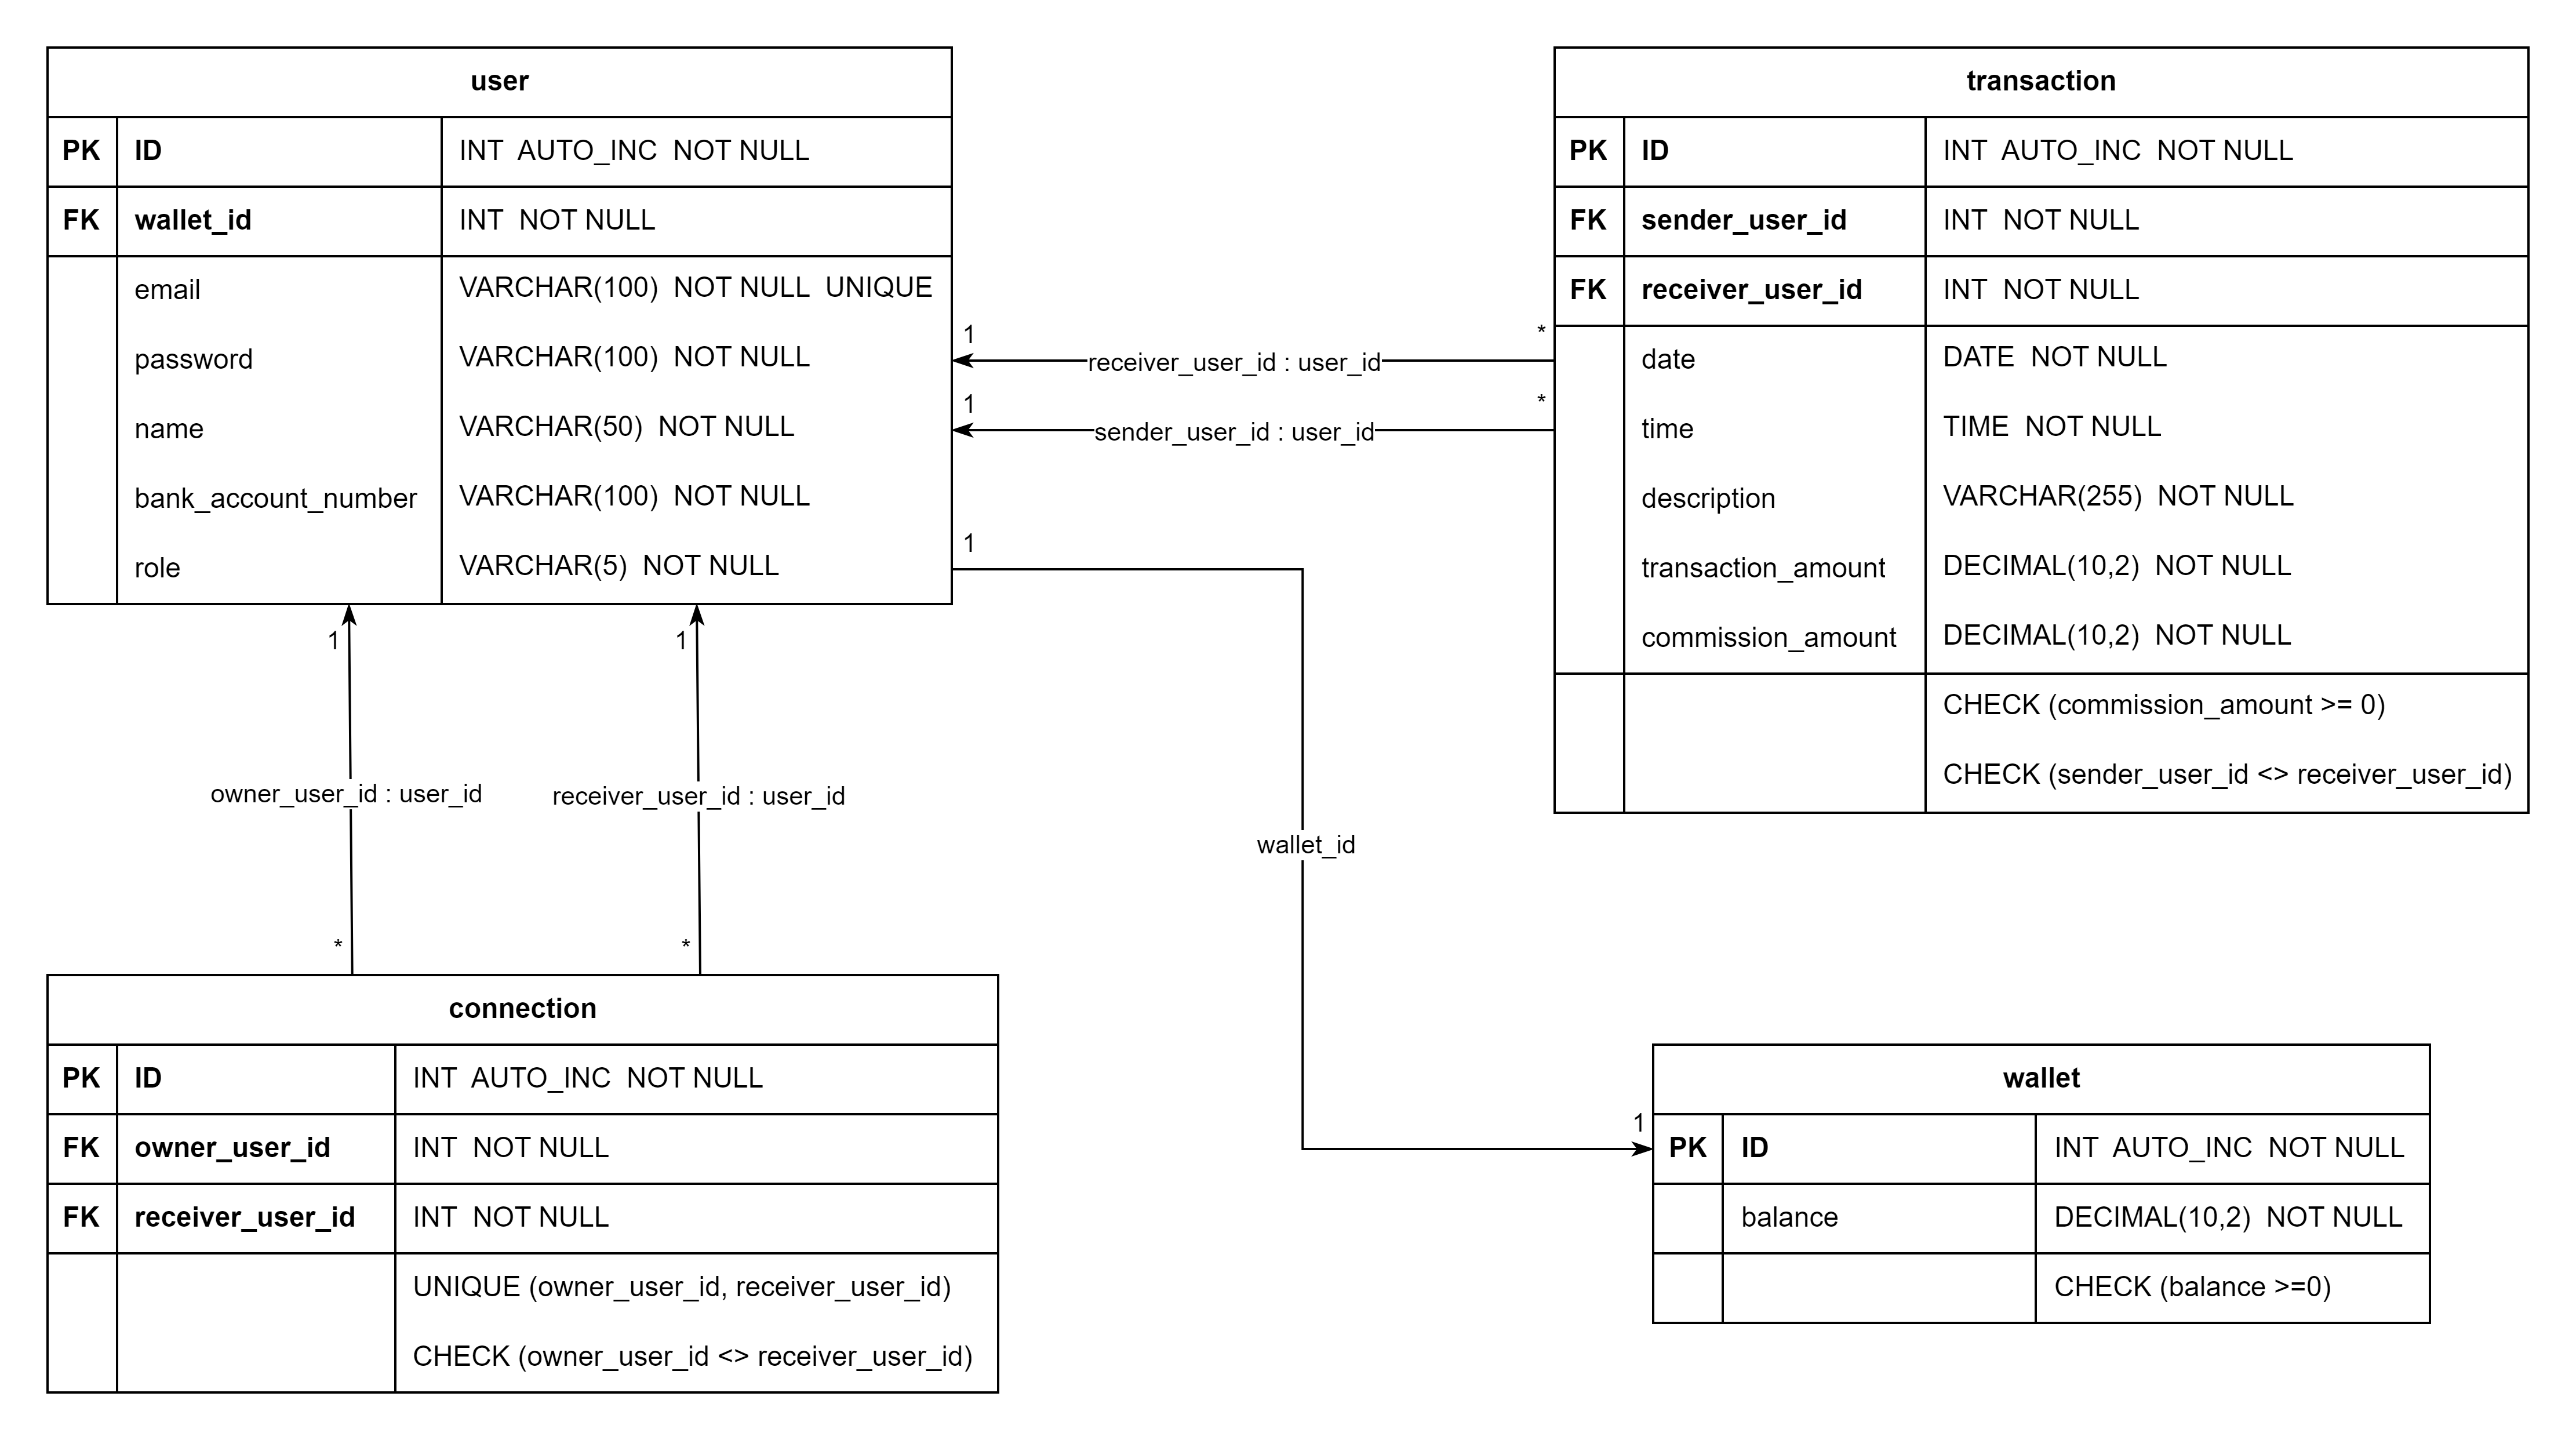 user
PK ID INT AUTO_INC NOT NULL
FK wallet_id INT NOT NULL
email VARCHAR(100) NOT NULL UNIQUE
password VARCHAR(100) NOT NULL
name VARCHAR(50) NOT NULL
bank_account_number VARCHAR(100) NOT NULL
role VARCHAR(5) NOT NULL
transaction
PK ID INT AUTO_INC NOT NULL
FK sender_user_id INT NOT NULL
FK receiver_user_id INT NOT NULL
date DATE NOT NULL
time TIME NOT NULL
description VARCHAR(255) NOT NULL
transaction_amount DECIMAL(10,2) NOT NULL
commission_amount DECIMAL(10,2) NOT NULL
CHECK (commission_amount >= 0)
CHECK (sender_user_id <> receiver_user_id)
1 receiver_user_id : user_id *
1 sender_user_id : user_id *
1
wallet_id
1
1
owner_user_id : user_id
*
1
receiver_user_id : user_id
*
connection
PK ID INT AUTO_INC NOT NULL
FK owner_user_id INT NOT NULL
FK receiver_user_id INT NOT NULL
UNIQUE (owner_user_id, receiver_user_id)
CHECK (owner_user_id <> receiver_user_id)
wallet
PK ID INT AUTO_INC NOT NULL
balance DECIMAL(10,2) NOT NULL
CHECK (balance >=0)